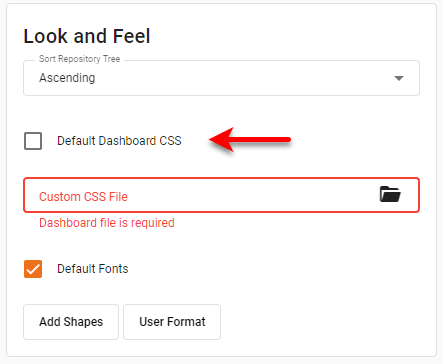 Look and Feel
Sort Repository Tree
Ascending
Default Dashboard CSS
Custom CSS File
Dashboard file is required
Default Fonts
Add Shapes
User Format